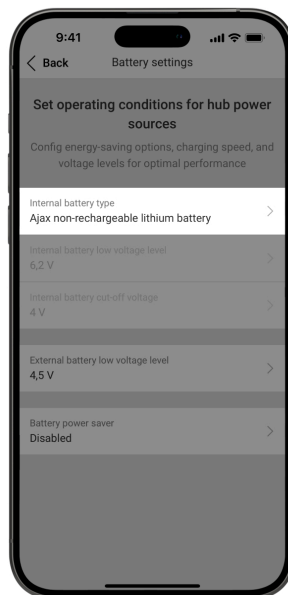 9:41
Back Battery settings
Set operating conditions for hub power
sources
Config energy-saving options, charging speed, and
voltage levels for optimal performance
Internal battery type
Ajax non-rechargeable lithium battery
Internal battery low voltage level
6,2 V
Internal battery cut-off voltage
4 V
External battery low voltage level
4,5 V
Battery power saver
Disabled